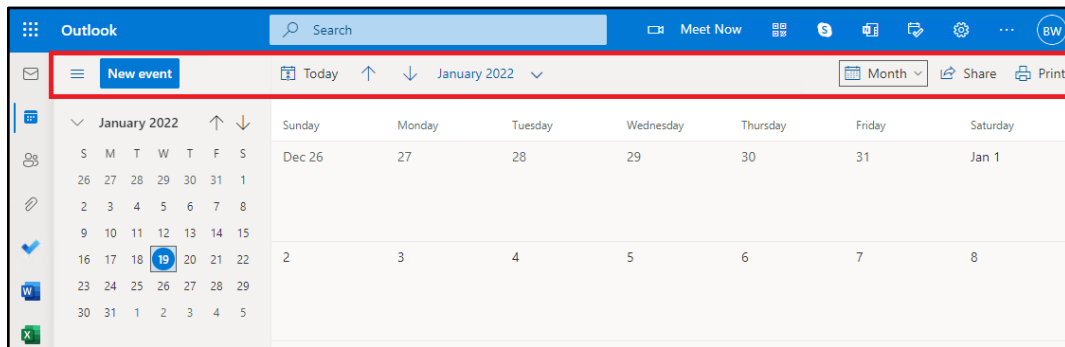 Outlook Search Meet Now BW
New event Today January 2022 Month Share Print
January 2022
S M T W T F S
26 27 28 29 30 31 1
2 3 4 5 6 7 8
9 10 11 12 13 14 15
16 17 18 19 20 21 22
23 24 25 26 27 28 29
30 31 1 2 3 4 5
Sunday Monday Tuesday Wednesday Thursday Friday Saturday
Dec 26 27 28 29 30 31 Jan 1
2 3 4 5 6 7 8